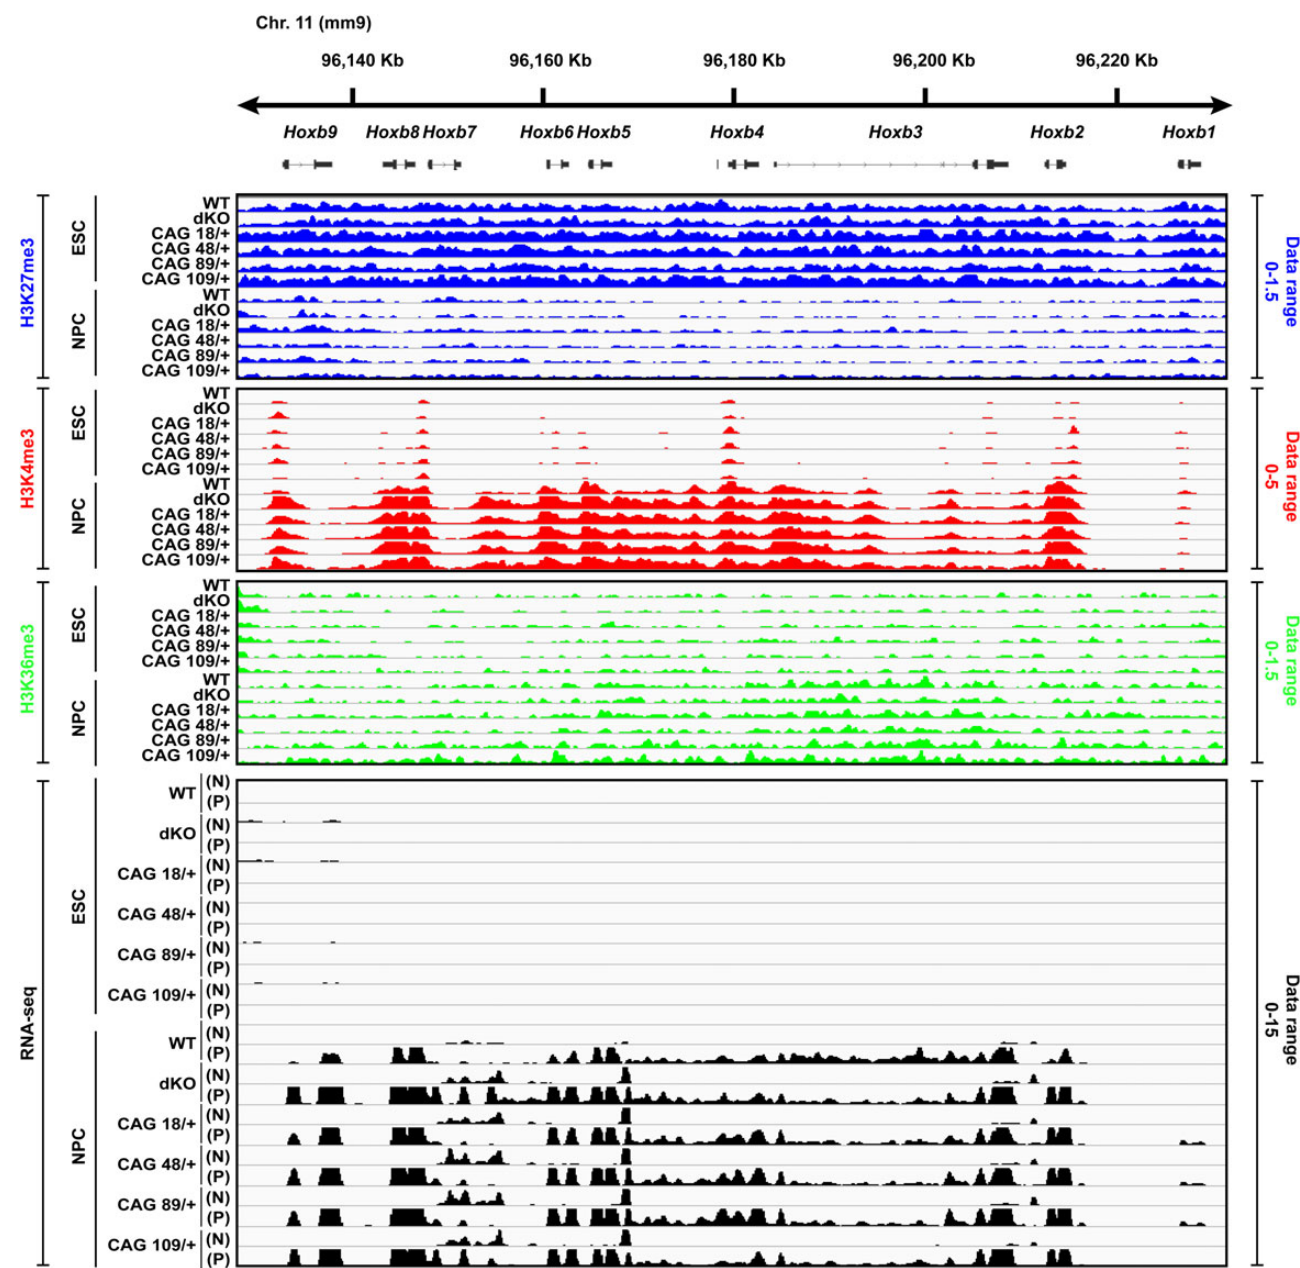 Chr. 11 (mm9)
96,140 Kb 96,160 Kb 96,180 Kb 96,200 Kb 96,220 Kb
Hoxb9 Hoxb8 Hoxb7 Hoxb6 Hoxb5 Hoxb4 Hoxb3 Hoxb2 Hoxb1
H3K27me3
ESC
WT
dKO
CAG 18/+
CAG 48/+
CAG 89/+
CAG 109/+
NPC
WT
dKO
CAG 18/+
CAG 48/+
CAG 89/+
CAG 109/+
Data range
0-1.5
H3K4me3
ESC
WT
dKO
CAG 18/+
CAG 48/+
CAG 89/+
CAG 109/+
NPC
WT
dKO
CAG 18/+
CAG 48/+
CAG 89/+
CAG 109/+
Data range
0-5
H3K36me3
ESC
WT
dKO
CAG 18/+
CAG 48/+
CAG 89/+
CAG 109/+
NPC
WT
dKO
CAG 18/+
CAG 48/+
CAG 89/+
CAG 109/+
Data range
0-1.5
RNA-seq
ESC
WT (N)
(P)
dKO (N)
(P)
CAG 18/+ (N)
(P)
CAG 48/+ (N)
(P)
CAG 89/+ (N)
(P)
CAG 109/+ (N)
(P)
NPC
WT (N)
(P)
dKO (N)
(P)
CAG 18/+ (N)
(P)
CAG 48/+ (N)
(P)
CAG 89/+ (N)
(P)
CAG 109/+ (N)
(P)
Data range
0-15